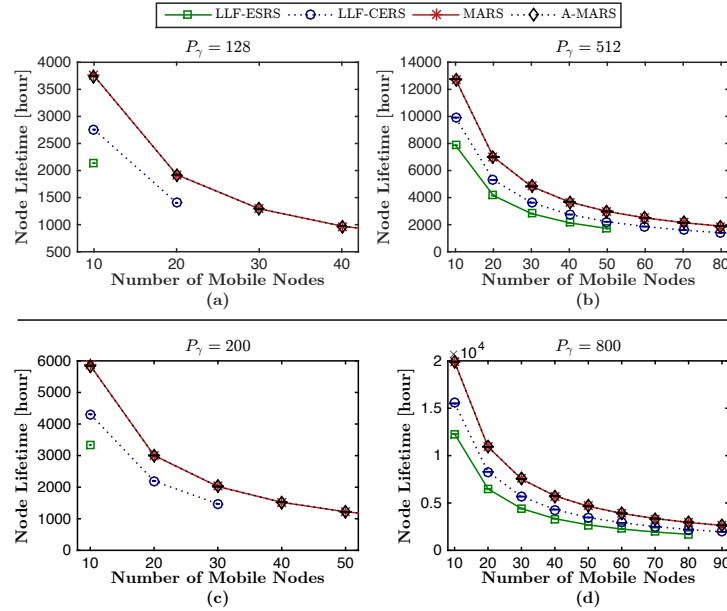 LLF-ESRS LLF-CERS MARS A-MARS
P_γ = 128
Node Lifetime [hour]
4000
3500
3000
2500
2000
1500
1000
500
10 20 30 40
Number of Mobile Nodes
(a)
P_γ = 512
Node Lifetime [hour]
14000
12000
10000
8000
6000
4000
2000
0
10 20 30 40 50 60 70 80
Number of Mobile Nodes
(b)
P_γ = 200
Node Lifetime [hour]
6000
5000
4000
3000
2000
1000
0
10 20 30 40 50
Number of Mobile Nodes
(c)
P_γ = 800
× 10^4
Node Lifetime [hour]
2
1.5
1
0.5
0
10 20 30 40 50 60 70 80 90
Number of Mobile Nodes
(d)